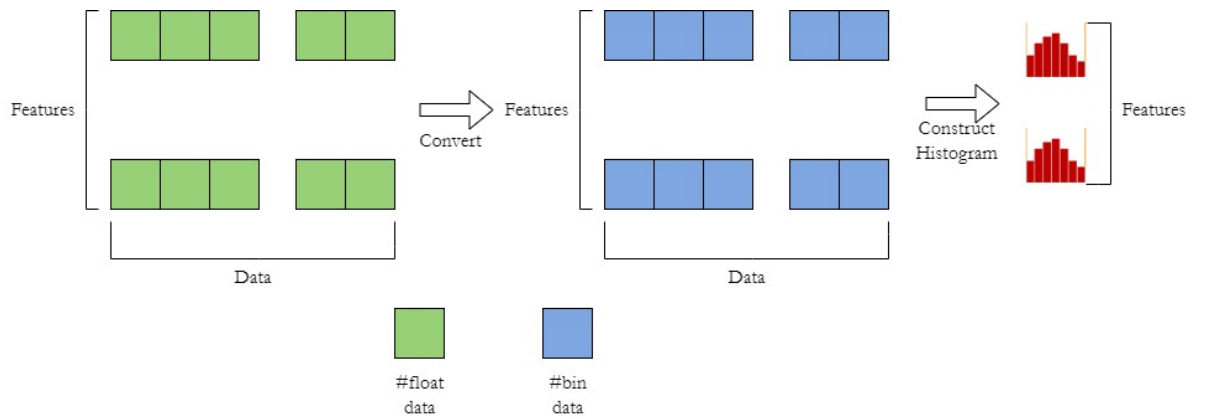 Features
Data
Convert
Features
Data
Construct
Histogram
Features
#float
data
#bin
data